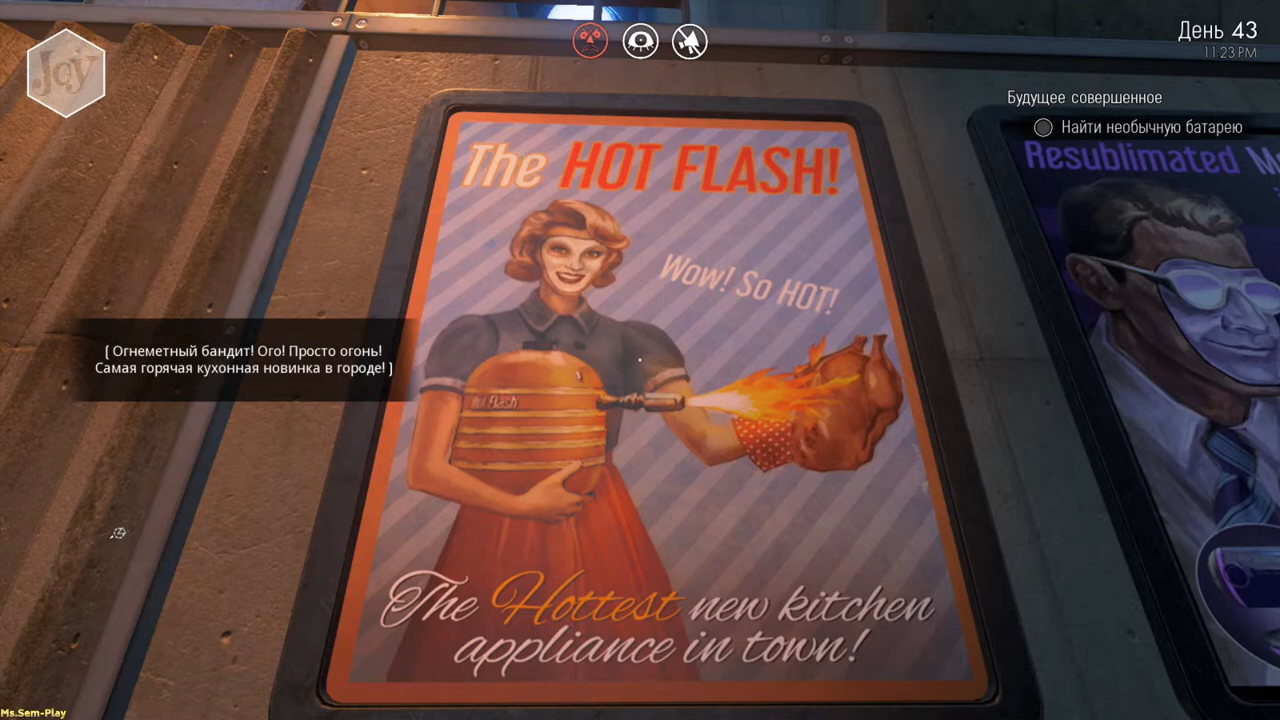 Joy
День 43
11:23 PM
Будущее совершенное
Найти необычную батарею
The HOT FLASH!
Wow! So HOT!
Hot Flash
The Hottest new kitchen
appliance in town!
Resublimated
[ Огнеметный бандит! Ого! Просто огонь!
Самая горячая кухонная новинка в городе! ]
Ms.Sem-Play